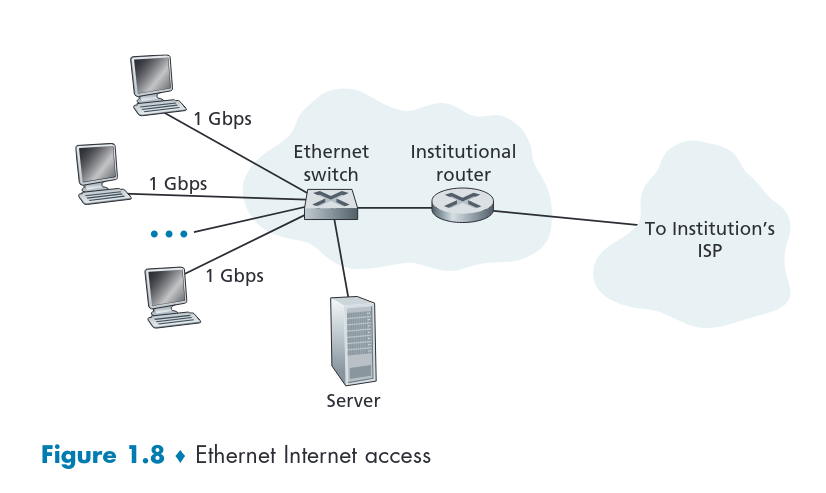 1 Gbps
Ethernet
switch
Institutional
router
1 Gbps
To Institution's
ISP
1 Gbps
Server
Figure 1.8 ♦ Ethernet Internet access